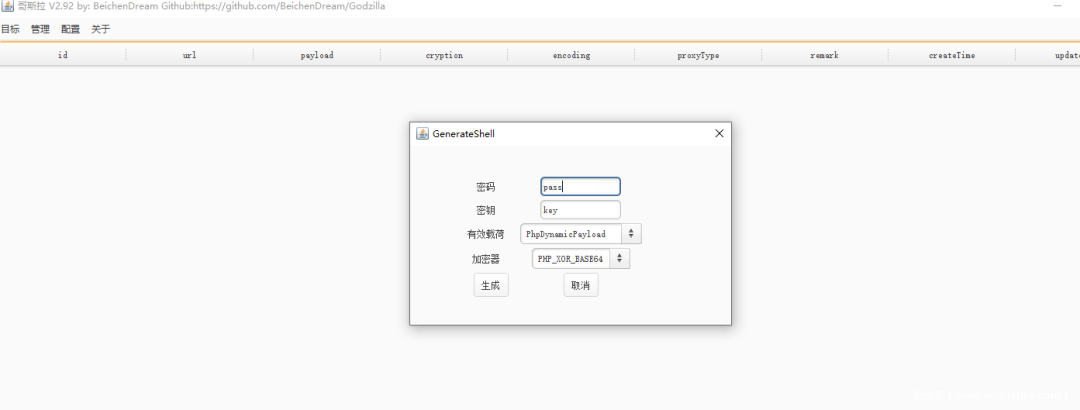 哥斯拉 V2.92 by: BeichenDream Github:https://github.com/BeichenDream/Godzilla
目标 管理 配置 关于
id url payload cryption encoding proxyType remark createTime update
GenerateShell
密码 pass
密钥 key
有效载荷 PhpDynamicPayload
加密器 PHP_XOR_BASE64
生成 取消